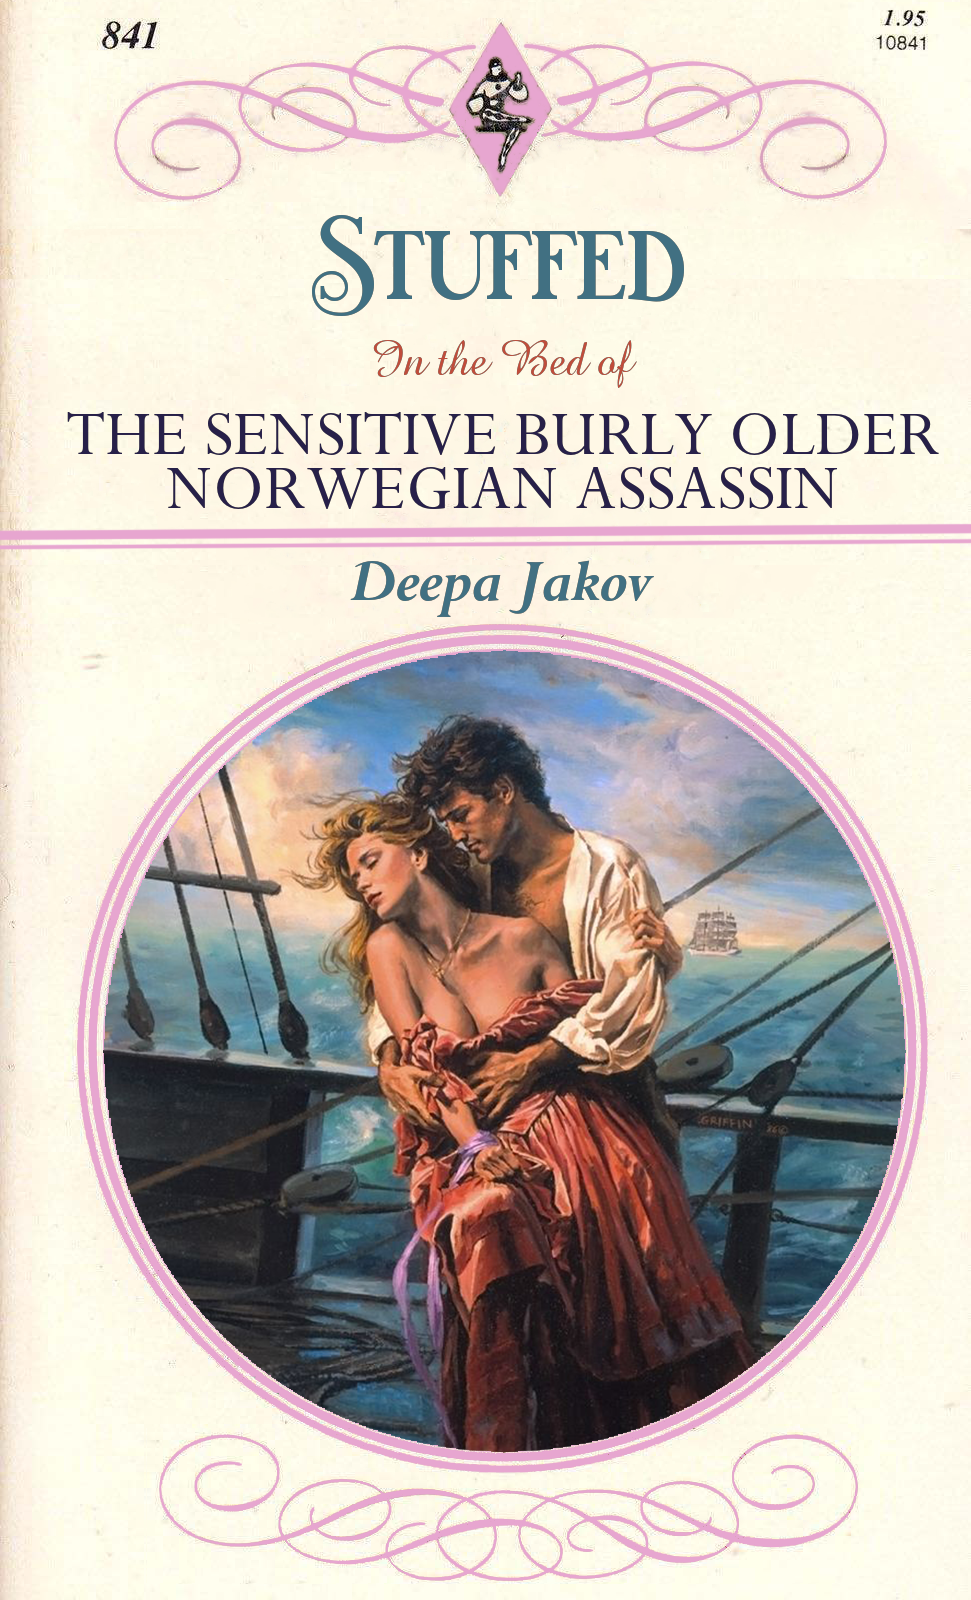 841
1.95
10841
STUFFED
In the Bed of
THE SENSITIVE BURLY OLDER
NORWEGIAN ASSASSIN
Deepa Jakov
GRIFFIN